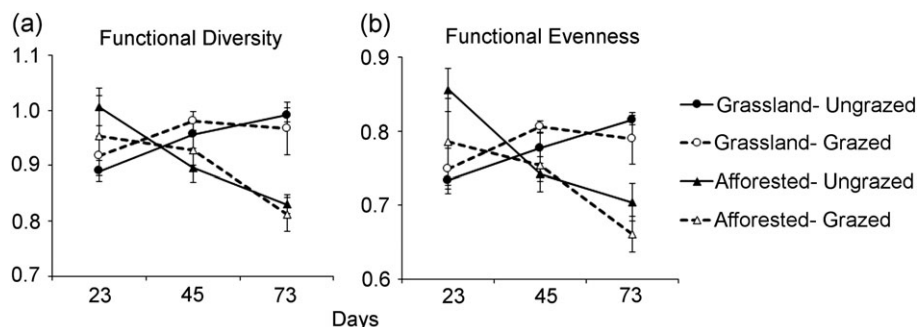 (a)
Functional Diversity
1.1
1.0
0.9
0.8
0.7
23 45 73
(b)
Functional Evenness
0.9
0.8
0.7
0.6
23 45 73
Days
Grassland- Ungrazed
Grassland- Grazed
Afforested- Ungrazed
Afforested- Grazed